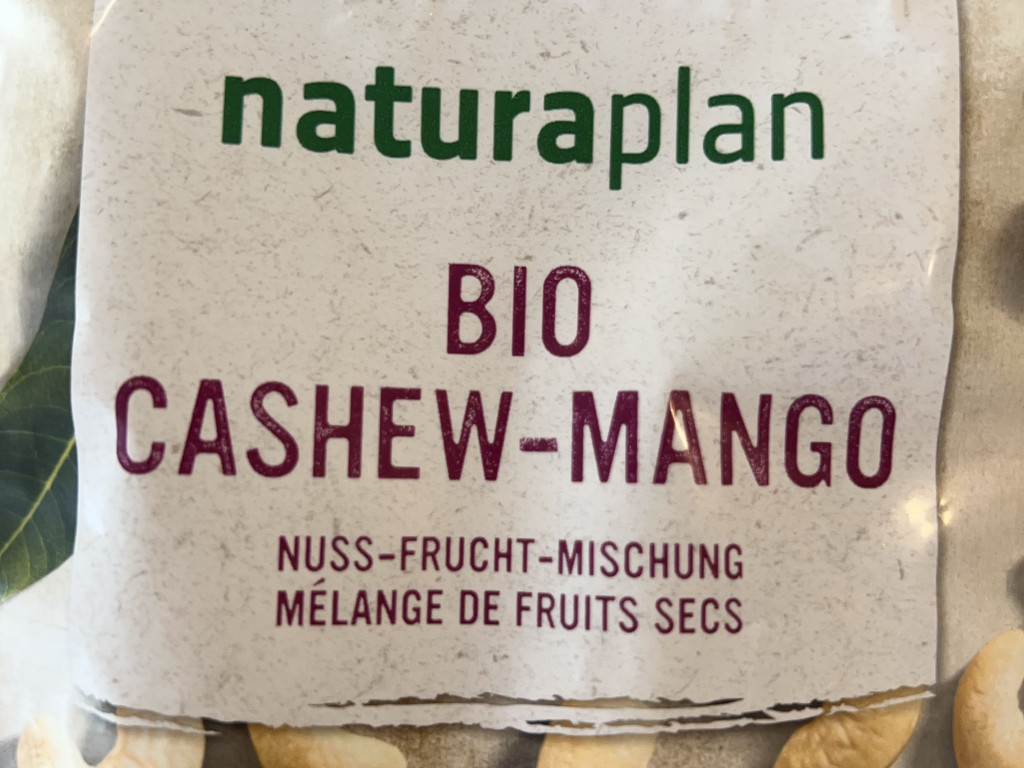 naturaplan
BIO
CASHEW-MANGO
NUSS-FRUCHT-MISCHUNG
MÉLANGE DE FRUITS SECS